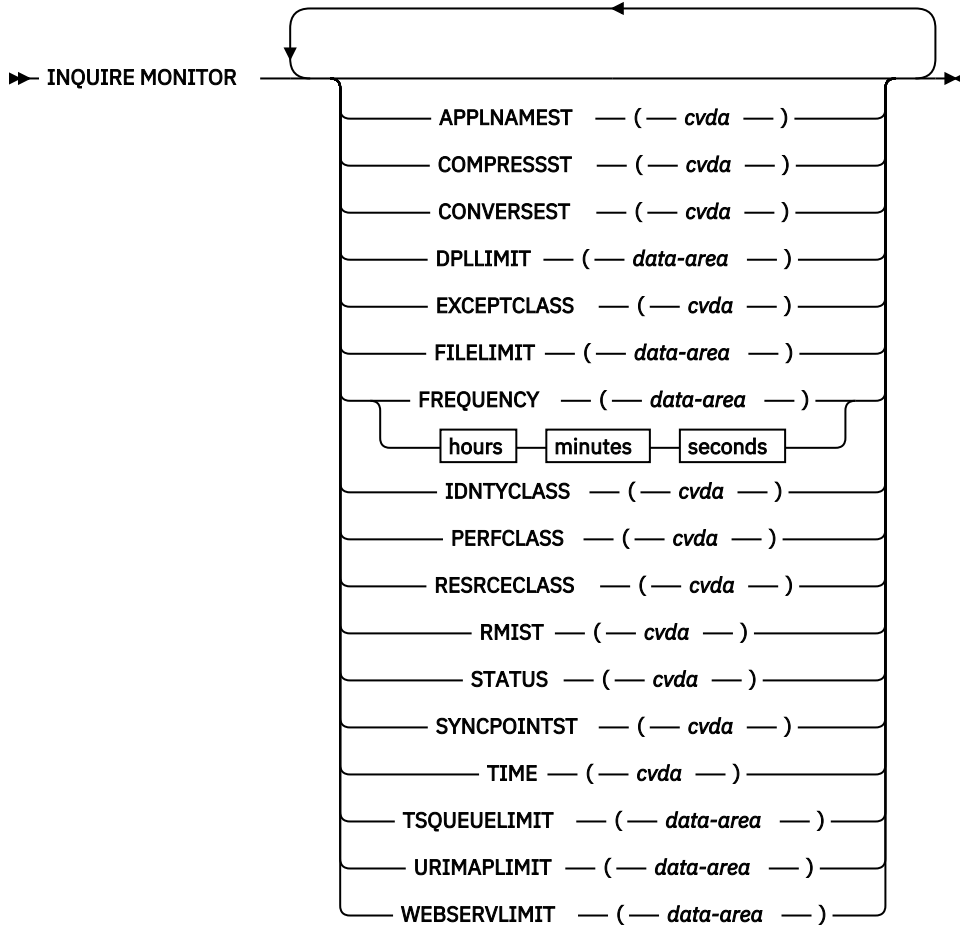 INQUIRE MONITOR
APPLNAMEST ( cvda )
COMPRESSST ( cvda )
CONVERSEST ( cvda )
DPLLIMIT ( data-area )
EXCEPTCLASS ( cvda )
FILELIMIT ( data-area )
FREQUENCY ( data-area )
hours minutes seconds
IDNTYCLASS ( cvda )
PERFCLASS ( cvda )
RESRCECLASS ( cvda )
RMIST ( cvda )
STATUS ( cvda )
SYNCPOINTST ( cvda )
TIME ( cvda )
TSQUEUELIMIT ( data-area )
URIMAPLIMIT ( data-area )
WEBSERVLIMIT ( data-area )